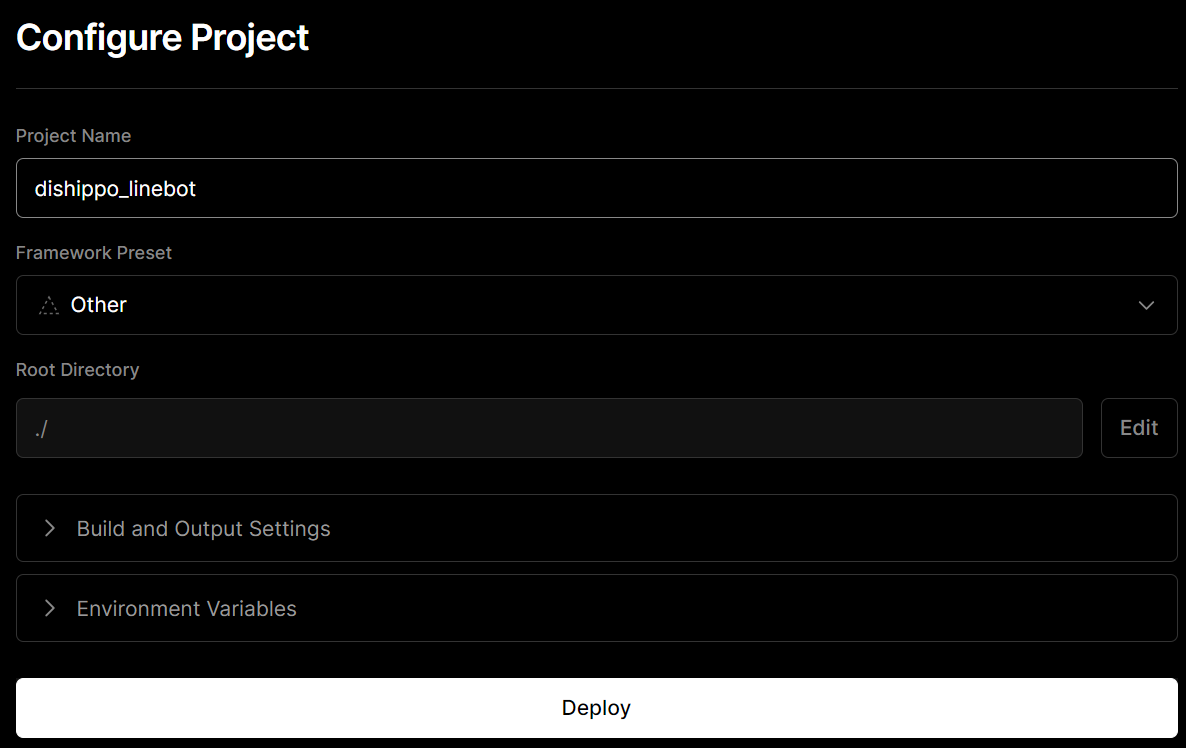 Configure Project
Project Name
dishippo_linebot
Framework Preset
Other
Root Directory
./
Edit
Build and Output Settings
Environment Variables
Deploy